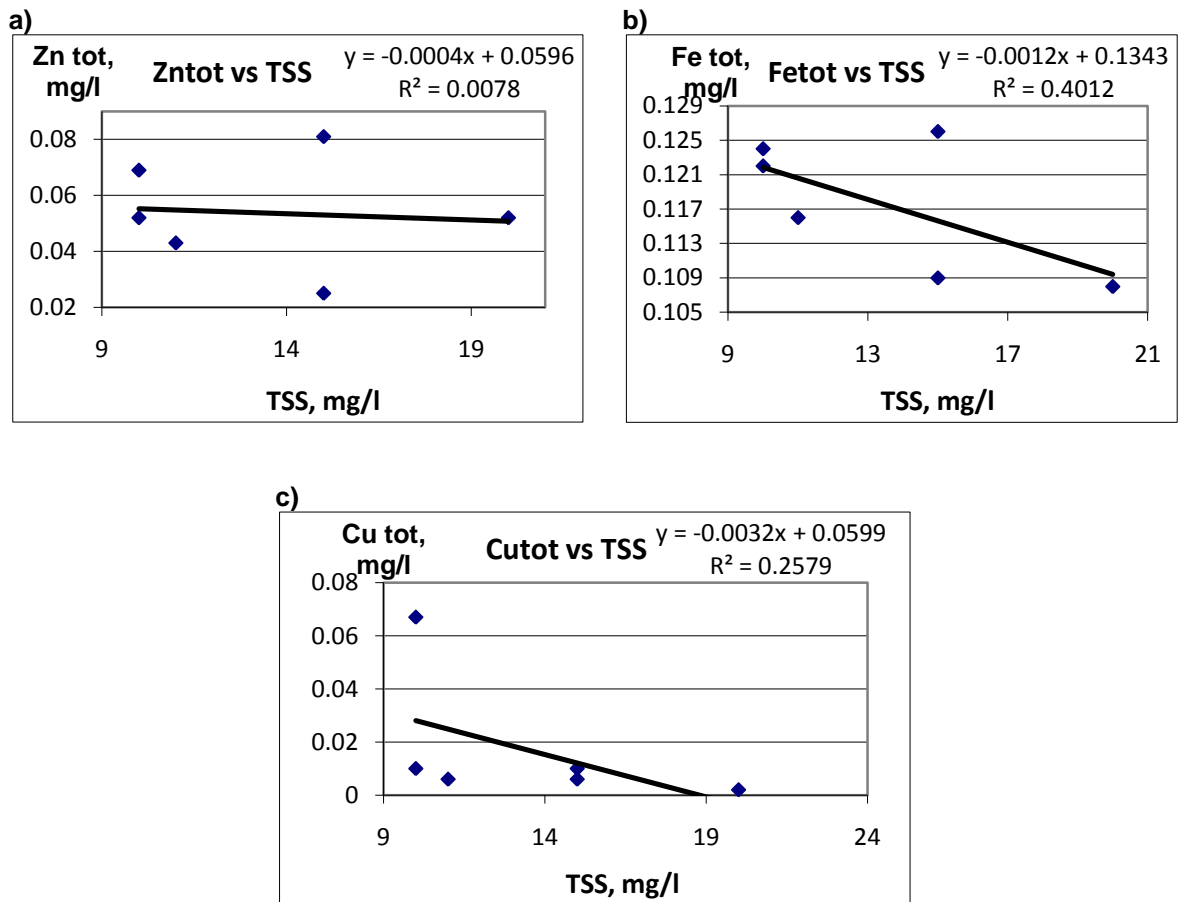 a)
Zn tot,
mg/l
Zntot vs TSS
y = -0.0004x + 0.0596
R² = 0.0078
0.08
0.06
0.04
0.02
9 14 19
TSS, mg/l
b)
Fe tot,
mg/l
Fetot vs TSS
y = -0.0012x + 0.1343
R² = 0.4012
0.129
0.125
0.121
0.117
0.113
0.109
0.105
9 13 17 21
TSS, mg/l
c)
Cu tot,
mg/l
Cutot vs TSS
y = -0.0032x + 0.0599
R² = 0.2579
0.08
0.06
0.04
0.02
0
9 14 19 24
TSS, mg/l